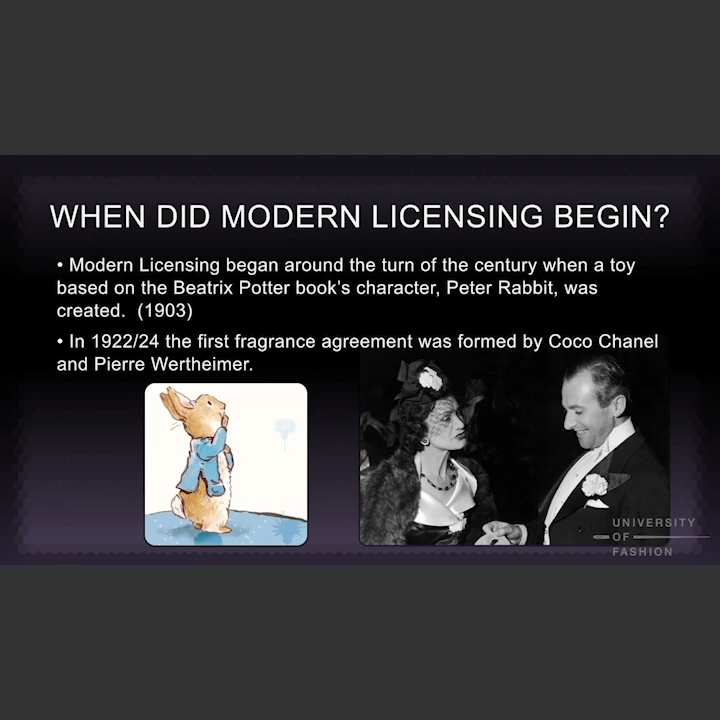 WHEN DID MODERN LICENSING BEGIN?
• Modern Licensing began around the turn of the century when a toy
based on the Beatrix Potter book's character, Peter Rabbit, was
created.  (1903)
• In 1922/24 the first fragrance agreement was formed by Coco Chanel
and Pierre Wertheimer.
UNIVERSITY
OF
FASHION